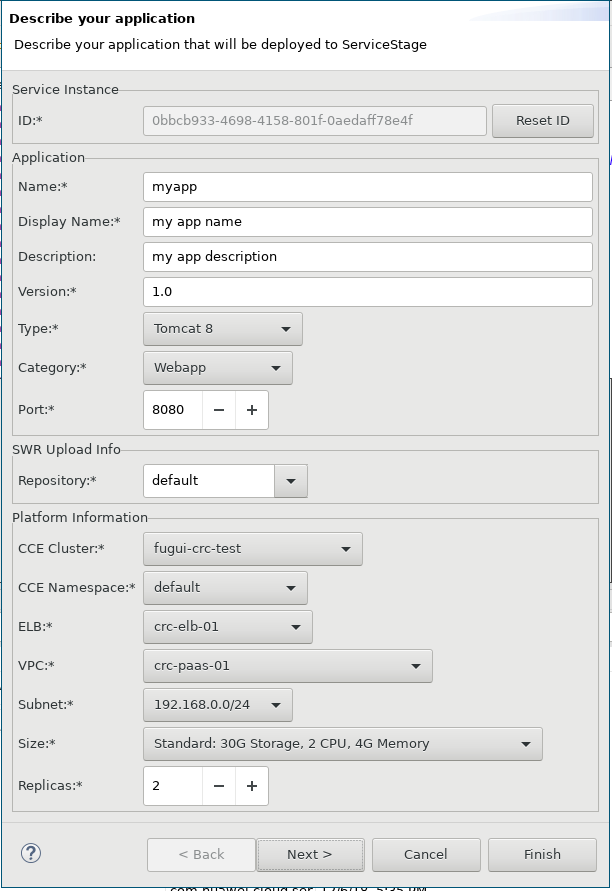 Describe your application
Describe your application that will be deployed to ServiceStage
Service Instance
ID:* 0bbcb933-4698-4158-801f-0aedaff78e4f Reset ID
Application
Name:* myapp
Display Name:* my app name
Description: my app description
Version:* 1.0
Type:* Tomcat 8
Category:* Webapp
Port:* 8080 − +
SWR Upload Info
Repository:* default
Platform Information
CCE Cluster:* fugui-crc-test
CCE Namespace:* default
ELB:* crc-elb-01
VPC:* crc-paas-01
Subnet:* 192.168.0.0/24
Size:* Standard: 30G Storage, 2 CPU, 4G Memory
Replicas:* 2 − +
? < Back Next > Cancel Finish